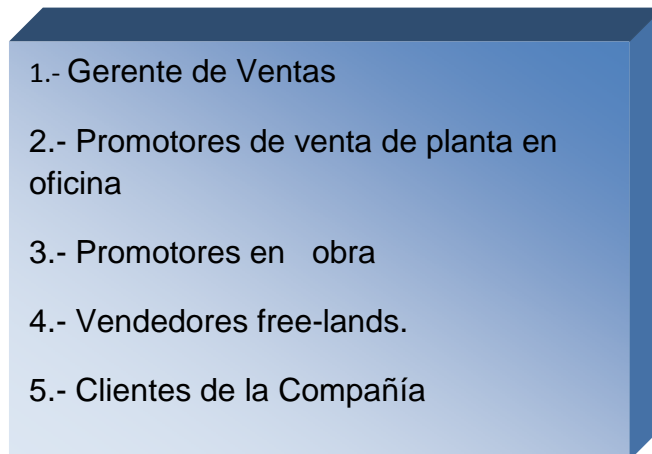 1.- Gerente de Ventas
2.- Promotores de venta de planta en
oficina
3.- Promotores en obra
4.- Vendedores free-lands.
5.- Clientes de la Compañía